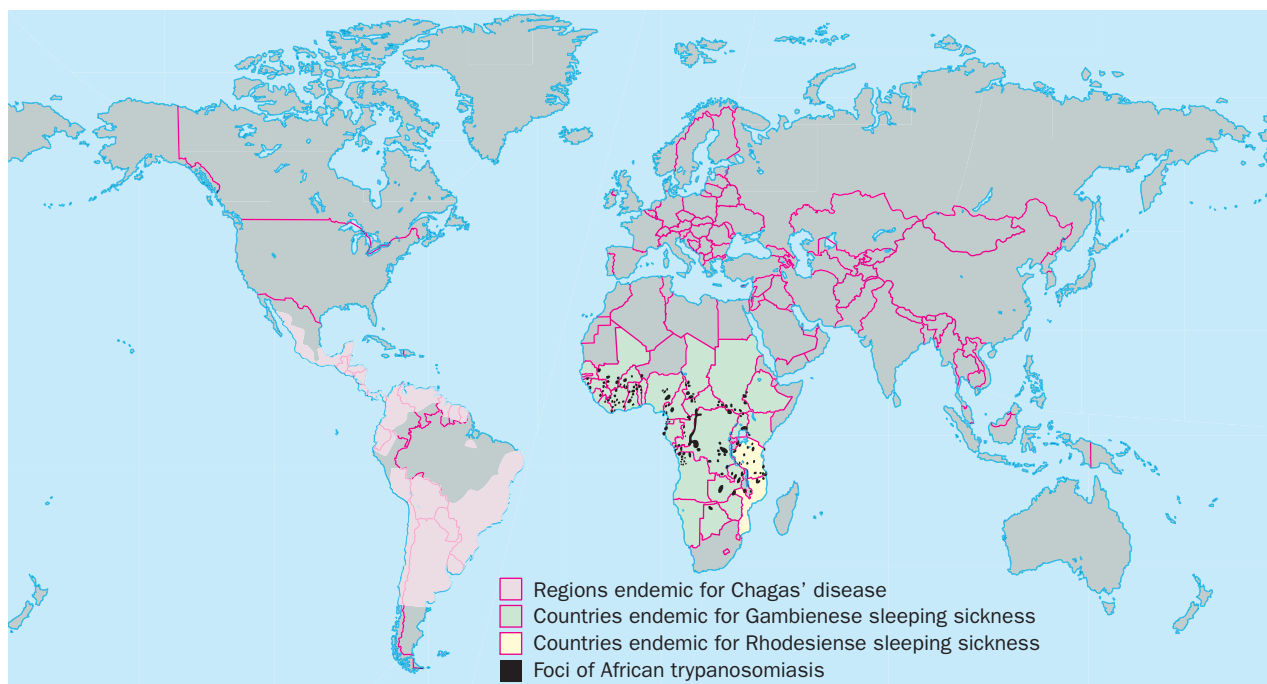 Regions endemic for Chagas’ disease
Countries endemic for Gambienese sleeping sickness
Countries endemic for Rhodesiense sleeping sickness
Foci of African trypanosomiasis